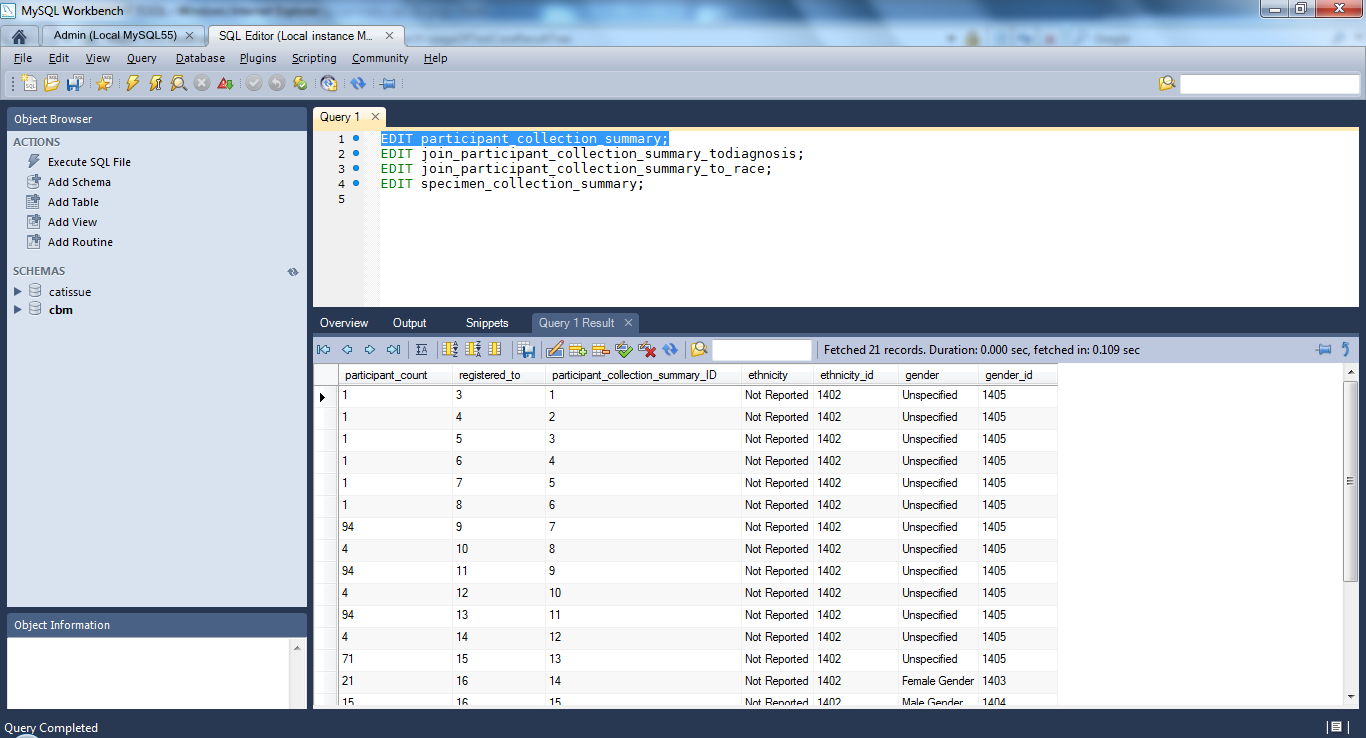 MySQL Workbench
Admin (Local MySQL55) SQL Editor (Local instance M...
File Edit View Query Database Plugins Scripting Community Help
Object Browser
ACTIONS
Execute SQL File
Add Schema
Add Table
Add View
Add Routine
SCHEMAS
catissue
cbm
Object Information
Query 1
1 EDIT participant_collection_summary;
2 EDIT join_participant_collection_summary_todiagnosis;
3 EDIT join_participant_collection_summary_to_race;
4 EDIT specimen_collection_summary;
5
Overview Output Snippets Query 1 Result
Fetched 21 records. Duration: 0.000 sec, fetched in: 0.109 sec
participant_count registered_to participant_collection_summary_ID ethnicity ethnicity_id gender gender_id
1 3 1 Not Reported 1402 Unspecified 1405
1 4 2 Not Reported 1402 Unspecified 1405
1 5 3 Not Reported 1402 Unspecified 1405
1 6 4 Not Reported 1402 Unspecified 1405
1 7 5 Not Reported 1402 Unspecified 1405
1 8 6 Not Reported 1402 Unspecified 1405
94 9 7 Not Reported 1402 Unspecified 1405
4 10 8 Not Reported 1402 Unspecified 1405
94 11 9 Not Reported 1402 Unspecified 1405
4 12 10 Not Reported 1402 Unspecified 1405
94 13 11 Not Reported 1402 Unspecified 1405
4 14 12 Not Reported 1402 Unspecified 1405
71 15 13 Not Reported 1402 Unspecified 1405
21 16 14 Not Reported 1402 Female Gender 1403
15 16 15 Not Reported 1402 Male Gender 1404
Query Completed